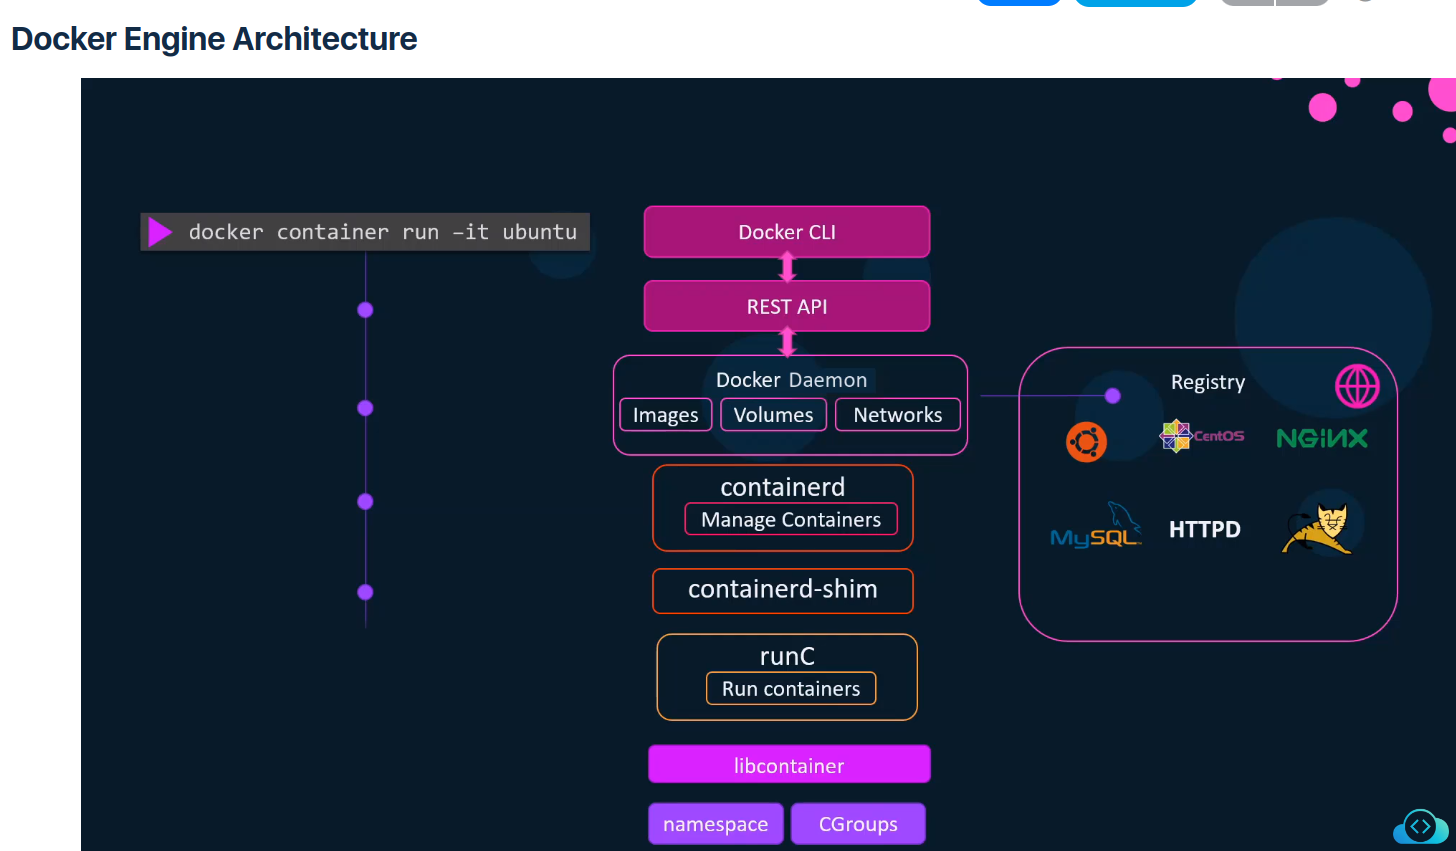 Docker Engine Architecture
docker container run –it ubuntu
Docker CLI
REST API
Docker Daemon
Images Volumes Networks
Registry
CentOS
NGINX
MySQL
HTTPD
containerd
Manage Containers
containerd-shim
runC
Run containers
libcontainer
namespace CGroups